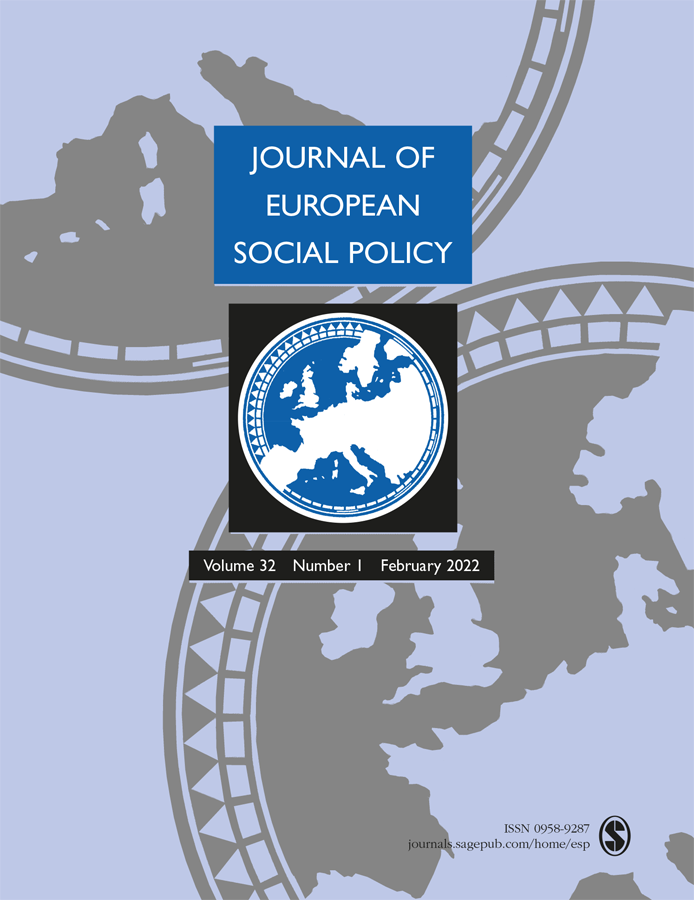 JOURNAL OF
EUROPEAN
SOCIAL POLICY
Volume 32 Number 1 February 2022
ISSN 0958-9287
journals.sagepub.com/home/esp